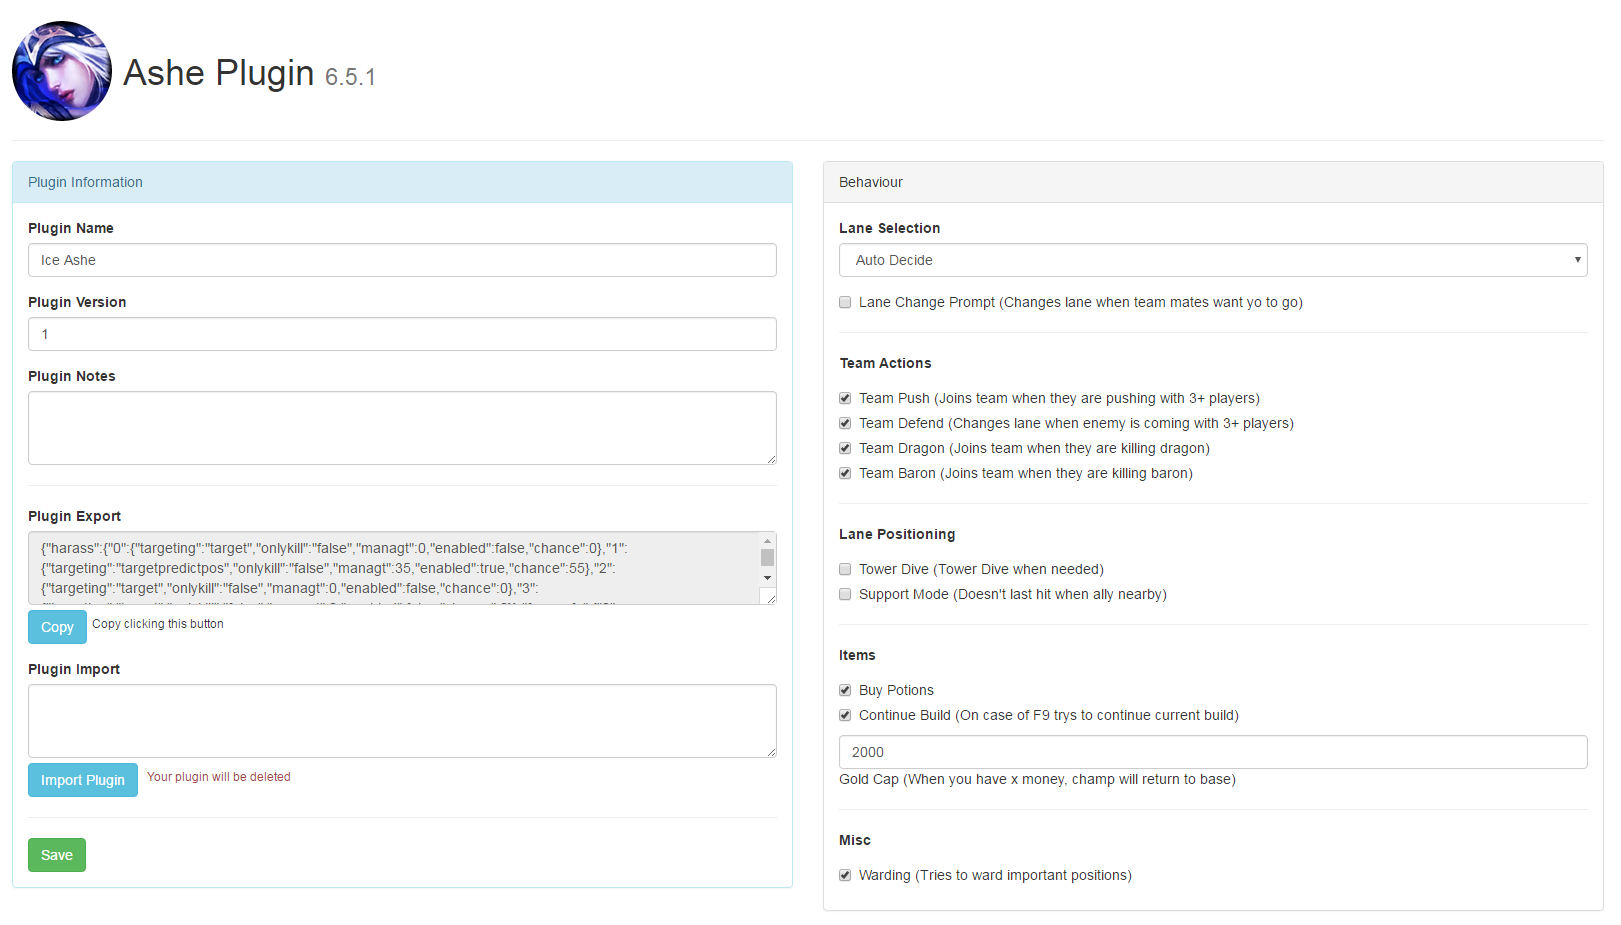 Ashe Plugin 6.5.1
Plugin Information
Plugin Name
Ice Ashe
Plugin Version
1
Plugin Notes
Plugin Export
{"harass":{"0":{"targeting":"target","onlykill":"false","managt":0,"enabled":false,"chance":0},"1":
{"targeting":"targetpredictpos","onlykill":"false","managt":35,"enabled":true,"chance":55},"2":
{"targeting":"target","onlykill":"false","managt":0,"enabled":false,"chance":0},"3":
Copy Copy clicking this button
Plugin Import
Import Plugin Your plugin will be deleted
Save
Behaviour
Lane Selection
Auto Decide
Lane Change Prompt (Changes lane when team mates want yo to go)
Team Actions
Team Push (Joins team when they are pushing with 3+ players)
Team Defend (Changes lane when enemy is coming with 3+ players)
Team Dragon (Joins team when they are killing dragon)
Team Baron (Joins team when they are killing baron)
Lane Positioning
Tower Dive (Tower Dive when needed)
Support Mode (Doesn't last hit when ally nearby)
Items
Buy Potions
Continue Build (On case of F9 trys to continue current build)
2000
Gold Cap (When you have x money, champ will return to base)
Misc
Warding (Tries to ward important positions)